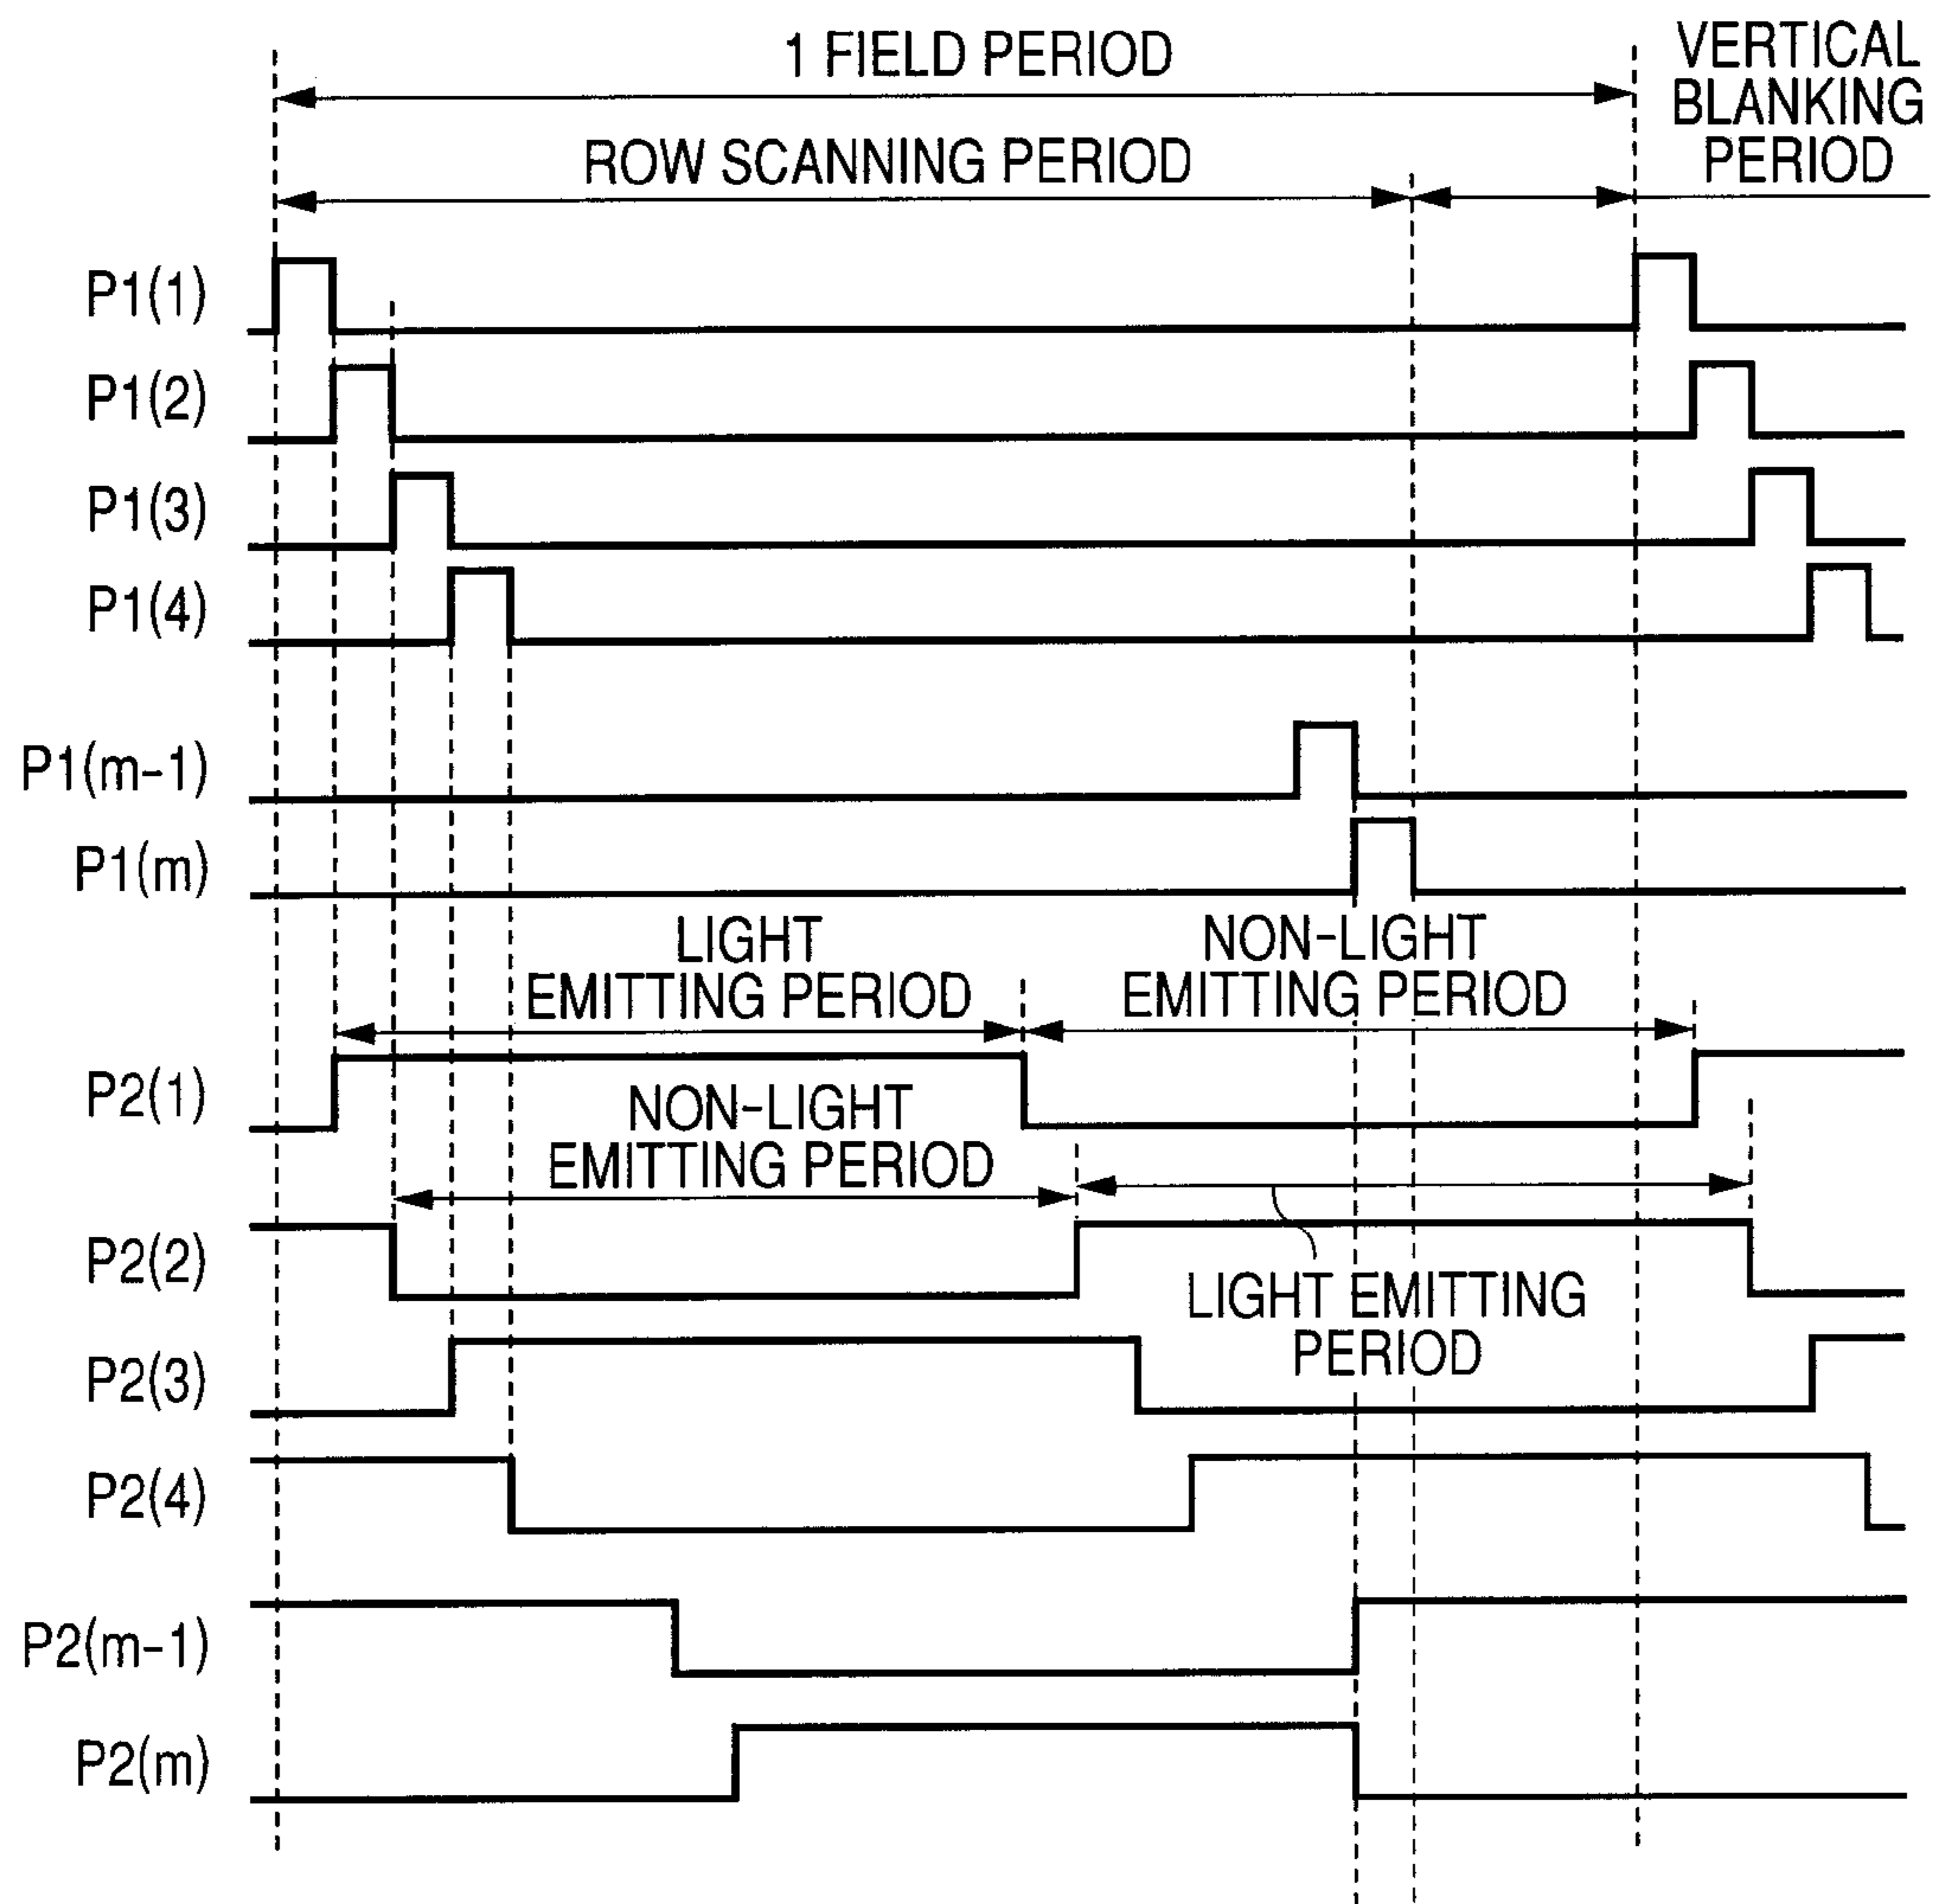 1 FIELD PERIOD
VERTICAL
BLANKING
PERIOD
ROW SCANNING PERIOD
P1(1)
P1(2)
P1(3)
P1(4)
P1(m-1)
P1(m)
LIGHT
EMITTING PERIOD
NON-LIGHT
EMITTING PERIOD
P2(1)
NON-LIGHT
EMITTING PERIOD
P2(2)
LIGHT EMITTING
PERIOD
P2(3)
P2(4)
P2(m-1)
P2(m)